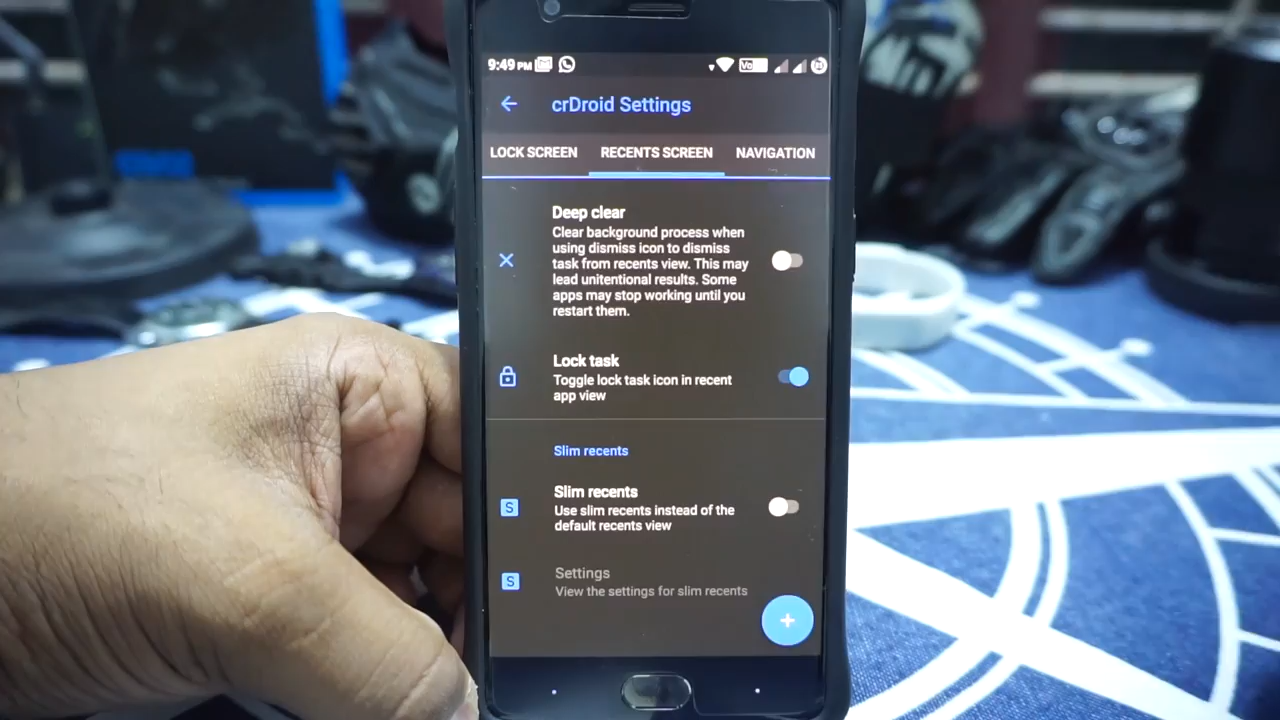 9:49 PM
crDroid Settings
LOCK SCREEN RECENTS SCREEN NAVIGATION
Deep clear
Clear background process when
using dismiss icon to dismiss
task from recents view. This may
lead unitentional results. Some
apps may stop working until you
restart them.
Lock task
Toggle lock task icon in recent
app view
Slim recents
S
Slim recents
Use slim recents instead of the
default recents view
S
Settings
View the settings for slim recents
+